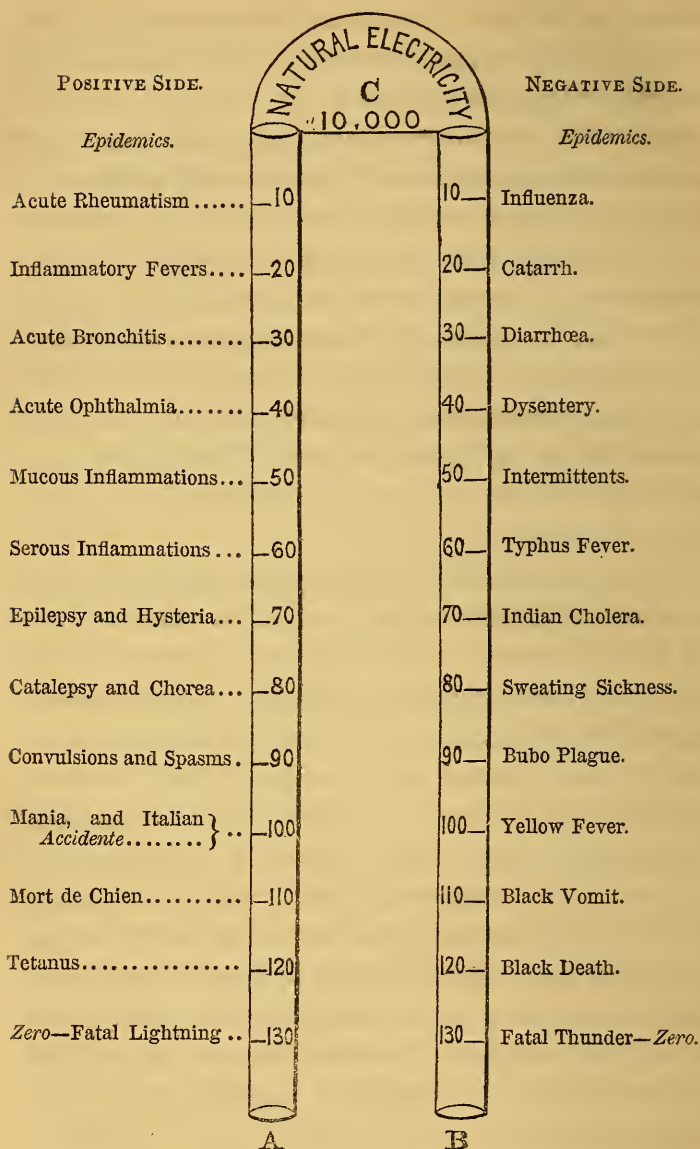 NATURAL ELECTRICITY
C
10,000
POSITIVE SIDE.
NEGATIVE SIDE.
Epidemics.
Epidemics.
Acute Rheumatism ......
10
10
Influenza.
Inflammatory Fevers....
20
20
Catarrh.
Acute Bronchitis........
30
30
Diarrhœa.
Acute Ophthalmia.......
40
40
Dysentery.
Mucous Inflammations...
50
50
Intermittents.
Serous Inflammations ...
60
60
Typhus Fever.
Epilepsy and Hysteria...
70
70
Indian Cholera.
Catalepsy and Chorea...
80
80
Sweating Sickness.
Convulsions and Spasms.
90
90
Bubo Plague.
Mania, and Italian
Accidente........ } ..
100
100
Yellow Fever.
Mort de Chien..........
110
110
Black Vomit.
Tetanus.................
120
120
Black Death.
Zero—Fatal Lightning ..
130
130
Fatal Thunder—Zero.
A
B